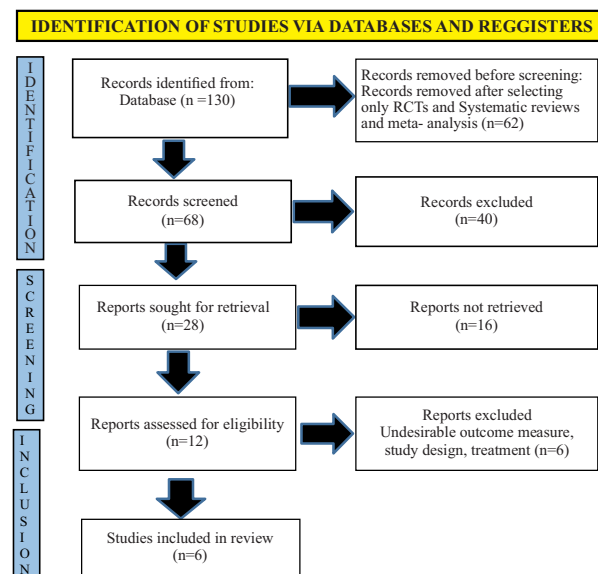 IDENTIFICATION OF STUDIES VIA DATABASES AND REGGISTERS
IDENTIFICATION
Records identified from:
Database (n =130)
Records removed before screening:
Records removed after selecting
only RCTs and Systematic reviews
and meta- analysis (n=62)
Records screened
(n=68)
Records excluded
(n=40)
SCREENING
Reports sought for retrieval
(n=28)
Reports not retrieved
(n=16)
Reports assessed for eligibility
(n=12)
Reports excluded
Undesirable outcome measure,
study design, treatment (n=6)
INCLUSION
Studies included in review
(n=6)